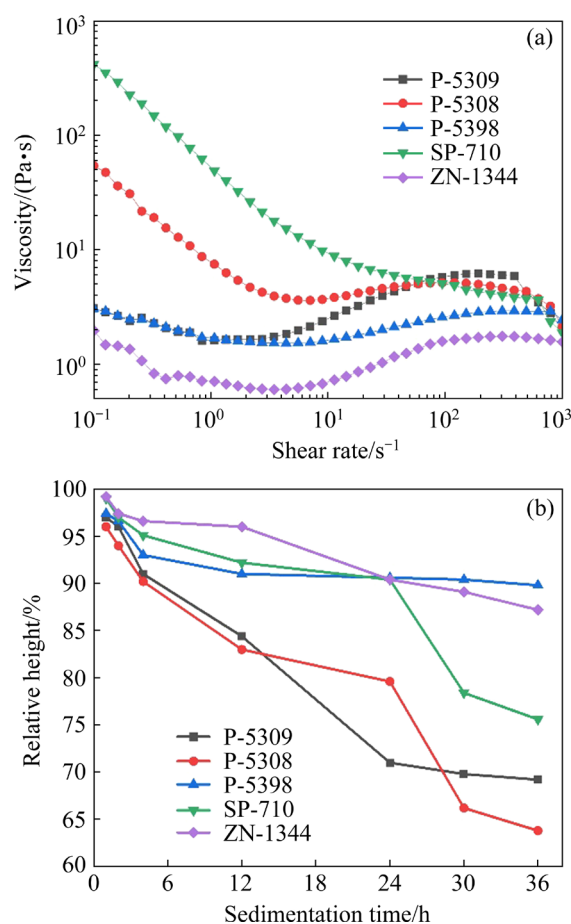 (a)
10³
10²
10¹
10⁰
Viscosity/(Pa•s)
P-5309
P-5308
P-5398
SP-710
ZN-1344
10⁻¹ 10⁰ 10¹ 10² 10³
Shear rate/s⁻¹
(b)
100
95
90
85
80
75
70
65
60
Relative height/%
P-5309
P-5308
P-5398
SP-710
ZN-1344
0 6 12 18 24 30 36
Sedimentation time/h